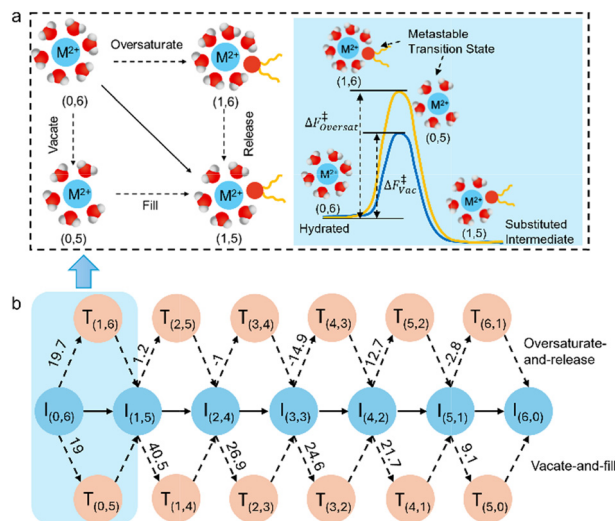 a
M²⁺
Oversaturate
M²⁺
(0,6)
(1,6)
Vacate
Release
M²⁺
Fill
M²⁺
(0,5)
(1,5)
Metastable
Transition State
M²⁺
(1,6)
M²⁺
(0,5)
ΔF‡Oversat
ΔF‡Vac
M²⁺
(0,6)
Hydrated
M²⁺
(1,5)
Substituted
Intermediate
b
T(1,6) T(2,5) T(3,4) T(4,3) T(5,2) T(6,1)
19.7 1.2 1 14.9 12.7 2.8
Oversaturate-
and-release
I(0,6) I(1,5) I(2,4) I(3,3) I(4,2) I(5,1) I(6,0)
19 40.5 26.9 24.6 21.7 9.1
Vacate-and-fill
T(0,5) T(1,4) T(2,3) T(3,2) T(4,1) T(5,0)